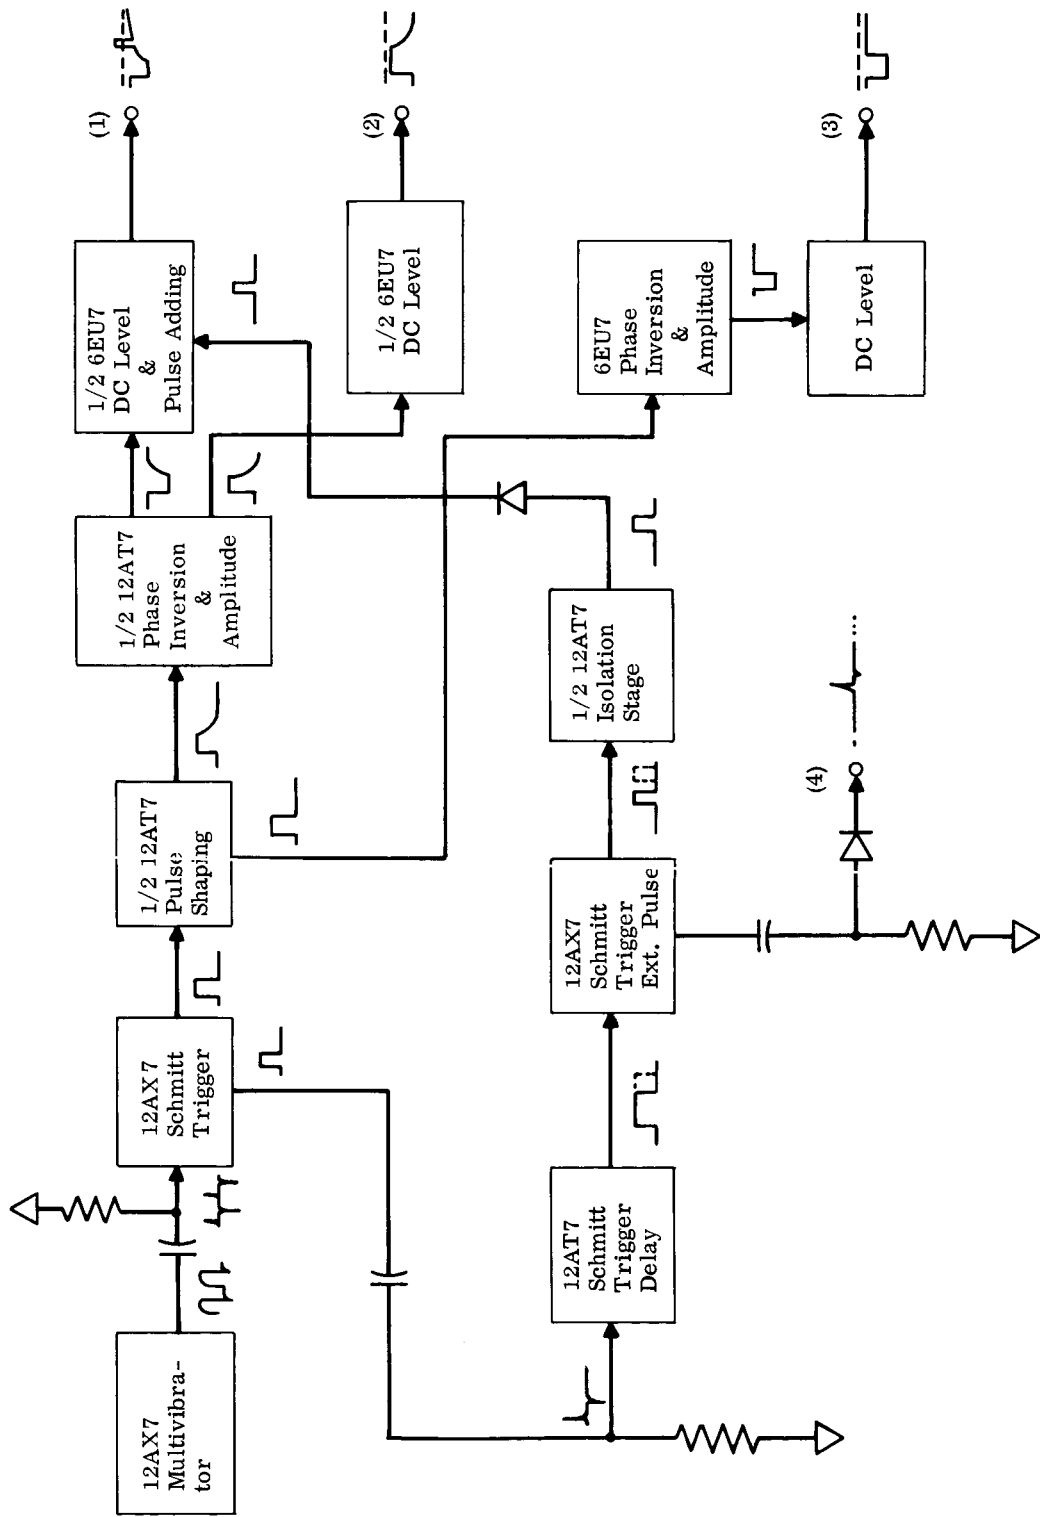 12AX7
Multivibra-
tor
12AX7
Schmitt
Trigger
1/2 12AT7
Pulse
Shaping
1/2 12AT7
Phase
Inversion
&
Amplitude
1/2 6EU7
DC Level
&
Pulse Adding
(1)
1/2 6EU7
DC Level
(2)
6EU7
Phase
Inversion
&
Amplitude
DC Level
(3)
12AT7
Schmitt
Trigger
Delay
12AX7
Schmitt
Trigger
Ext. Pulse
1/2 12AT7
Isolation
Stage
(4)